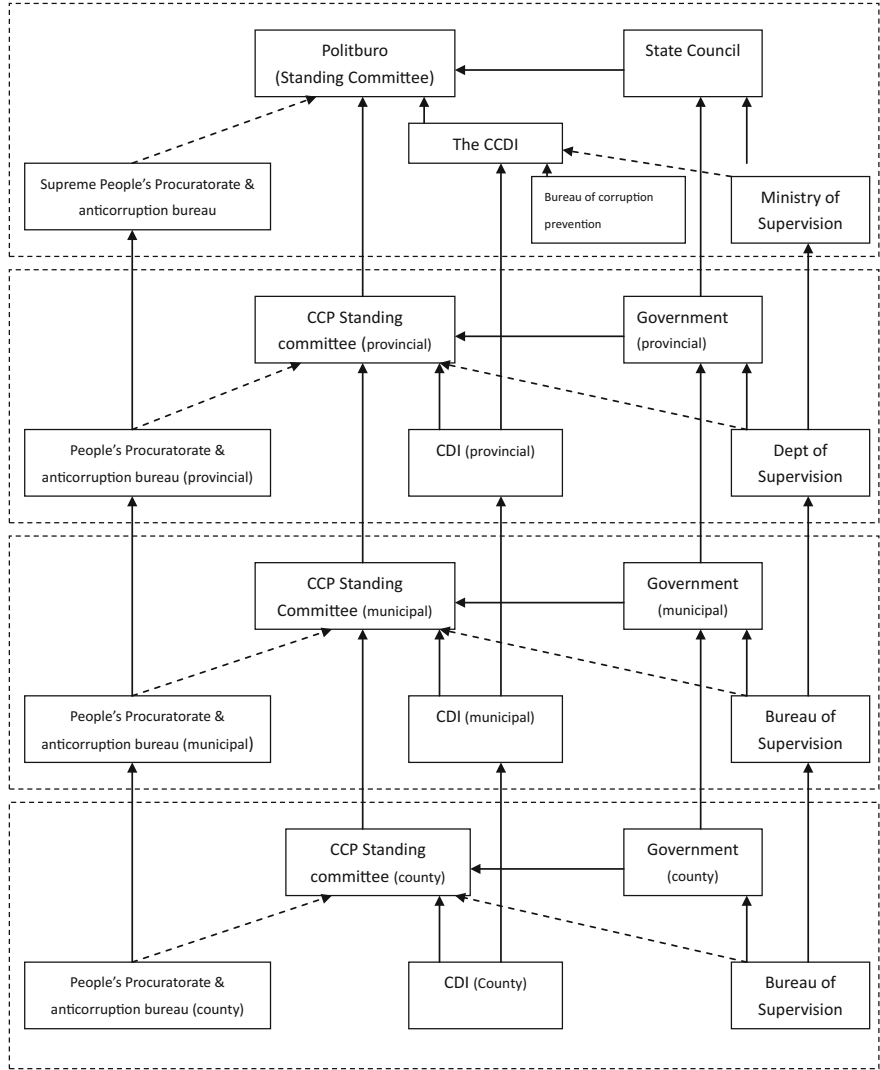 Politburo
(Standing Committee)
State Council
The CCDI
Supreme People's Procuratorate &
anticorruption bureau
Bureau of corruption
prevention
Ministry of
Supervision
CCP Standing
committee (provincial)
Government
(provincial)
People's Procuratorate &
anticorruption bureau (provincial)
CDI (provincial)
Dept of
Supervision
CCP Standing
Committee (municipal)
Government
(municipal)
People's Procuratorate &
anticorruption bureau (municipal)
CDI (municipal)
Bureau of
Supervision
CCP Standing
committee (county)
Government
(county)
People's Procuratorate &
anticorruption bureau (county)
CDI (County)
Bureau of
Supervision